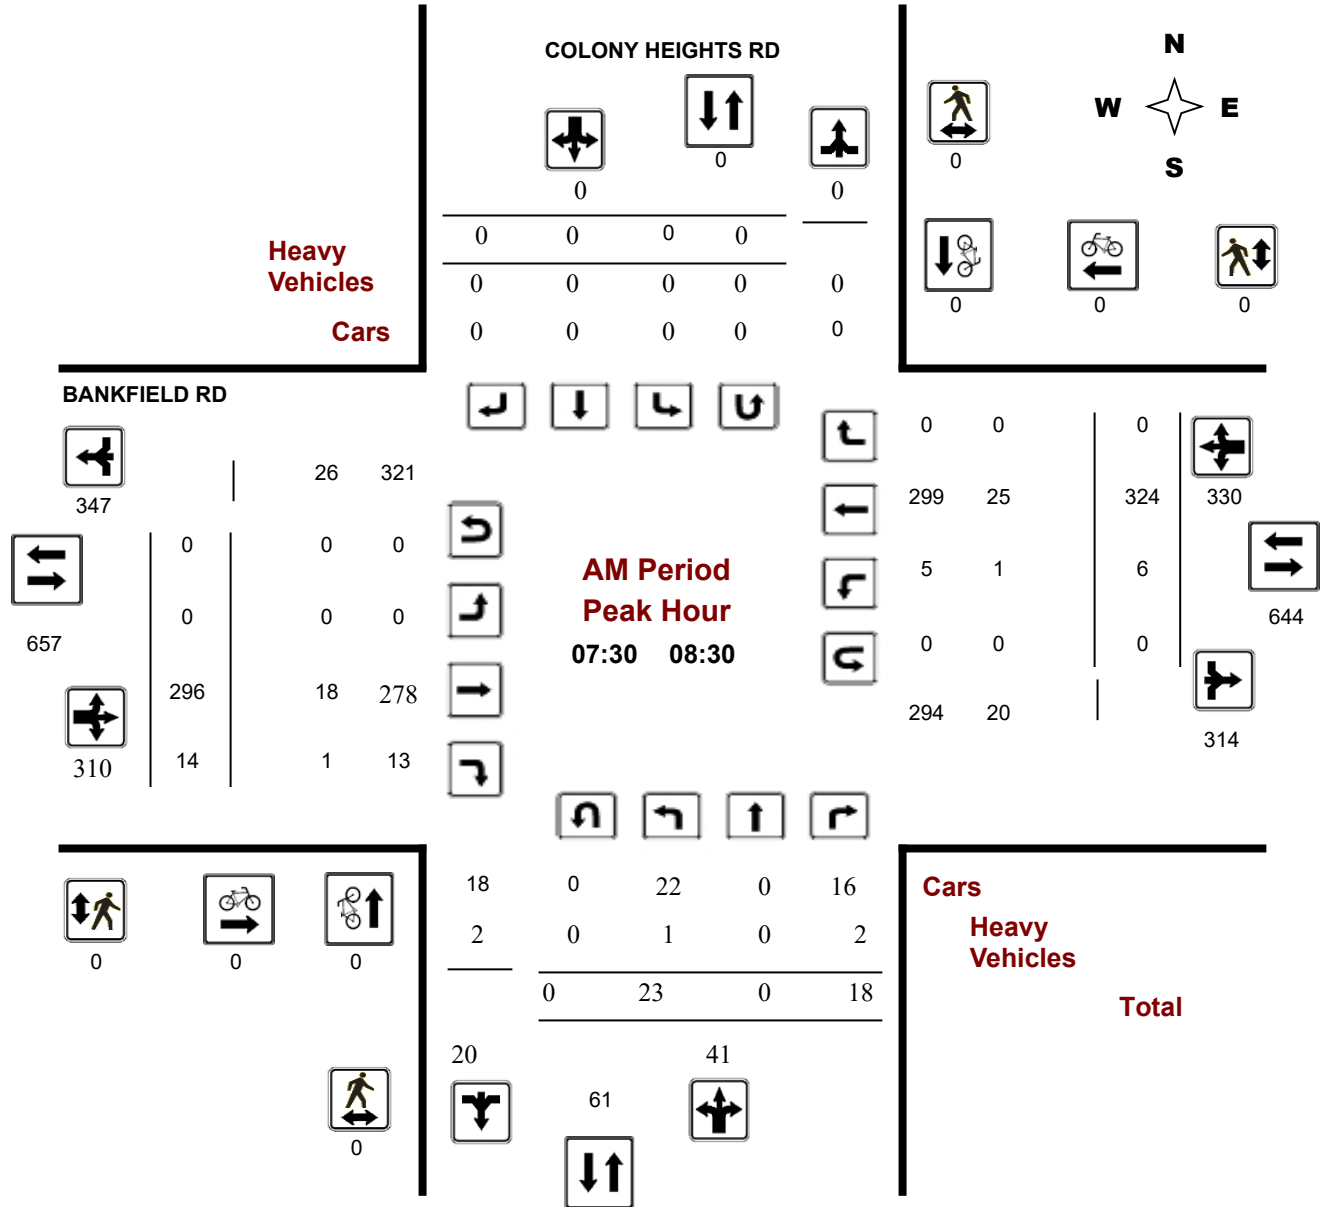 COLONY HEIGHTS RD
N
W E
S
0
0
0 0
0
0 0 0 0
Heavy
Vehicles
0 0 0 0 0
0 0 0
Cars
0 0 0 0 0
BANKFIELD RD
0 0 0
26 321
347
299 25 324 330
0 0 0
AM Period
5 1 6
Peak Hour
0 0 0
644
657
07:30 08:30
0 0 0
296 18 278
294 20
314
310
14 1 13
18 0 22 0 16
Cars
2 0 1 0 2
Heavy
Vehicles
0 0 0
0 23 0 18
Total
20 41
61
0